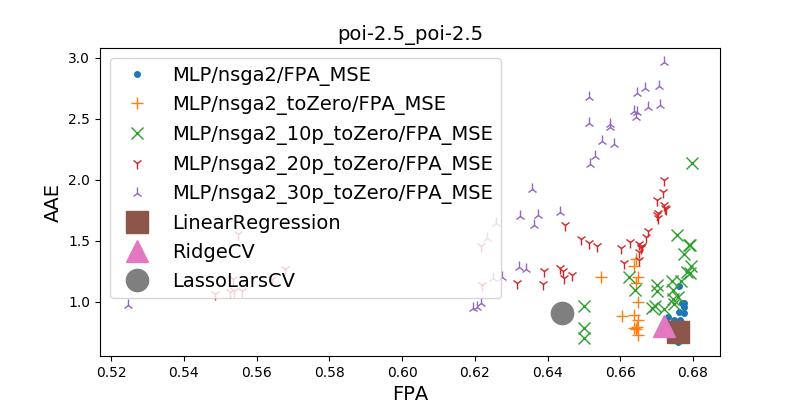 poi-2.5_poi-2.5
3.0
2.5
2.0
1.5
1.0
AAE
MLP/nsga2/FPA_MSE
MLP/nsga2_toZero/FPA_MSE
MLP/nsga2_10p_toZero/FPA_MSE
MLP/nsga2_20p_toZero/FPA_MSE
MLP/nsga2_30p_toZero/FPA_MSE
LinearRegression
RidgeCV
LassoLarsCV
0.52 0.54 0.56 0.58 0.60 0.62 0.64 0.66 0.68
FPA